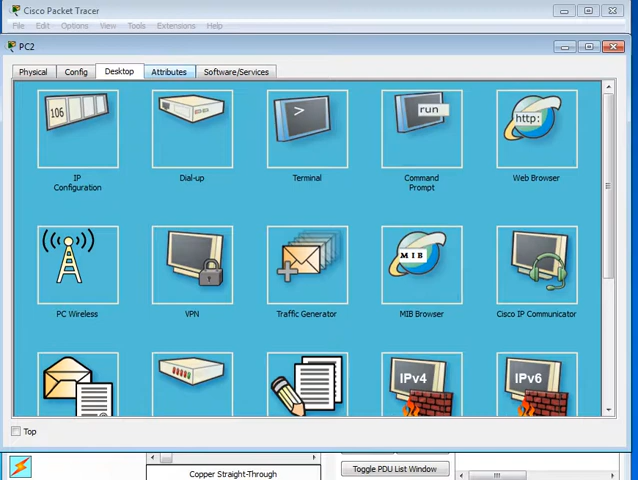 Cisco Packet Tracer
File Edit Options View Tools Extensions Help
PC2
Physical Config Desktop Attributes Software/Services
106
>
run
http:
IP
Configuration
Dial-up
Terminal
Command
Prompt
Web Browser
MIB
PC Wireless
VPN
Traffic Generator
MIB Browser
Cisco IP Communicator
IPv4
IPv6
Top
Copper Straight-Through
Toggle PDU List Window